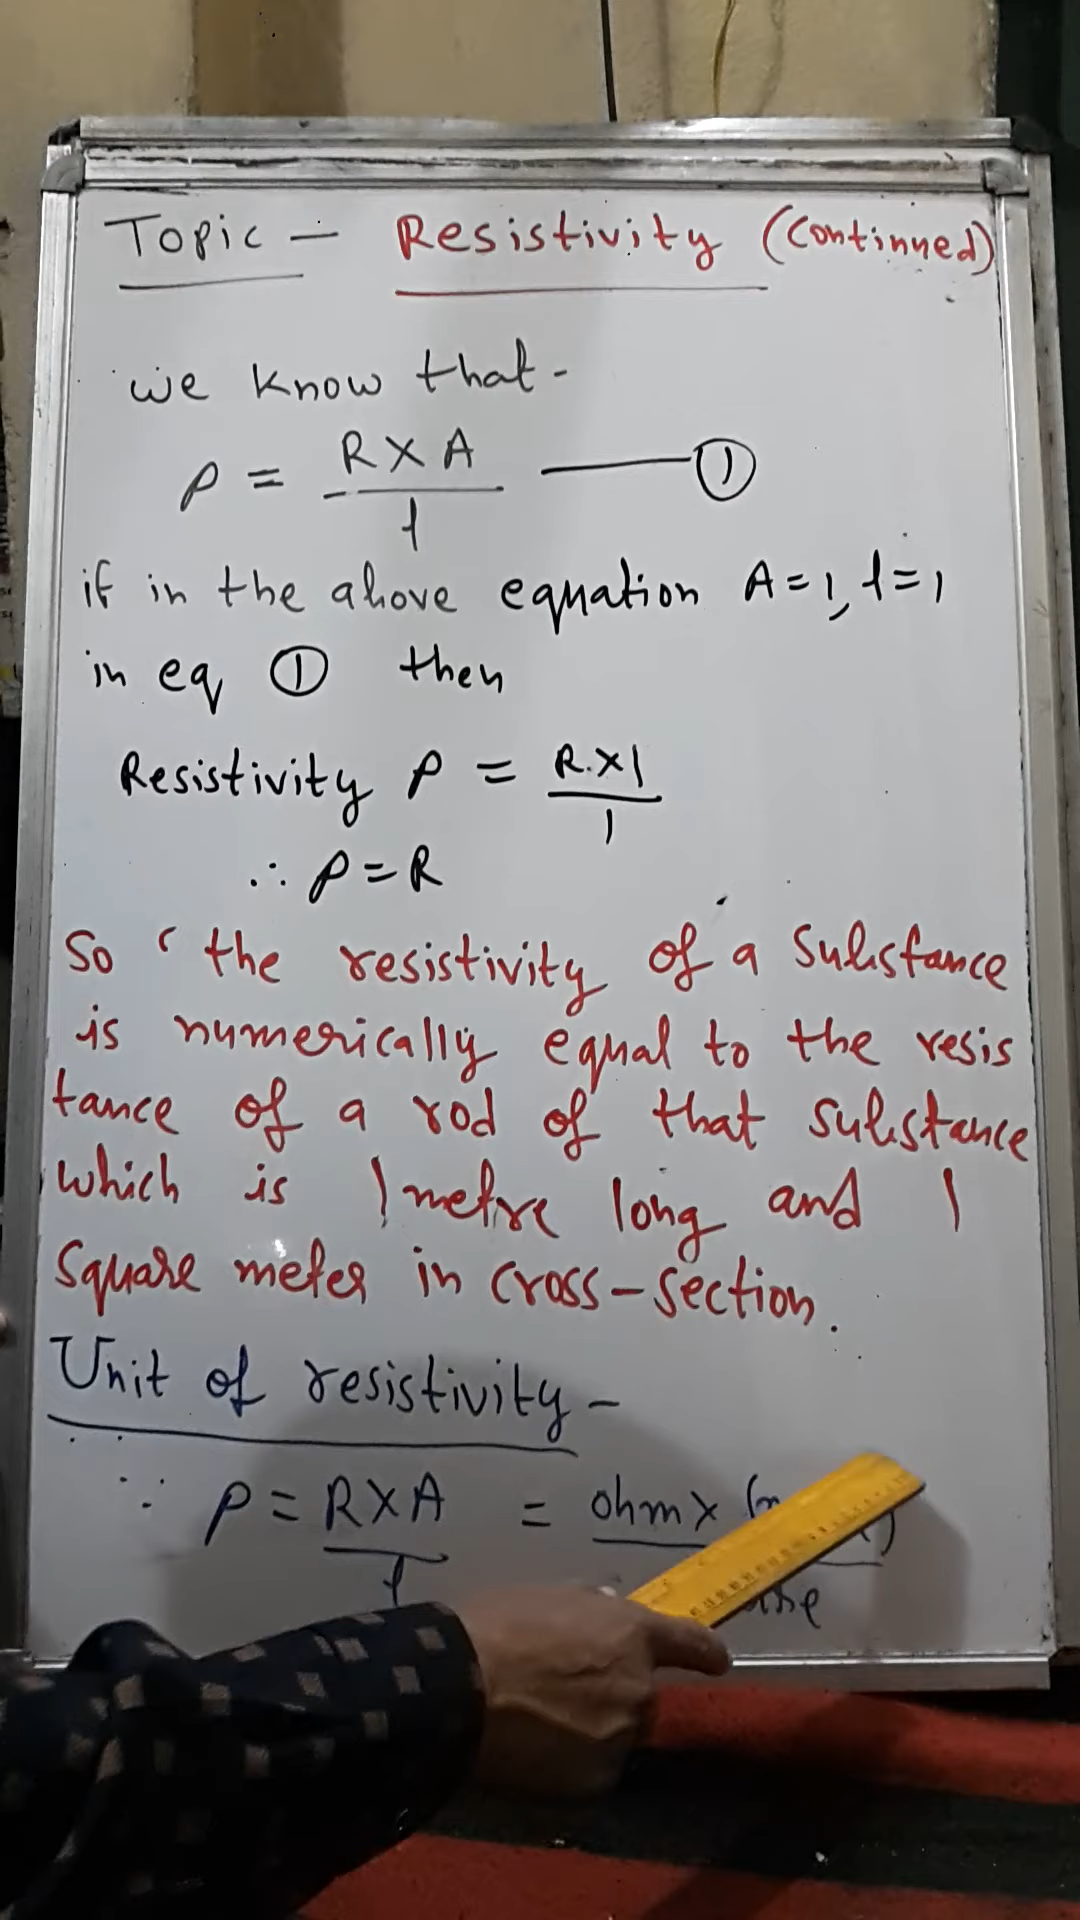 Topic - Resistivity (Continued)
we know that -
ρ = R × A / l —— ①
if in the above equation A = 1, l = 1
in eq ① then
Resistivity ρ = R × 1 / 1
∴ ρ = R
So ‘ the resistivity of a substance
is numerically equal to the resis
tance of a rod of that substance
which is 1 metre long and 1
square meter in cross-section.
Unit of resistivity -
∵ ρ = R × A / l = ohm ×